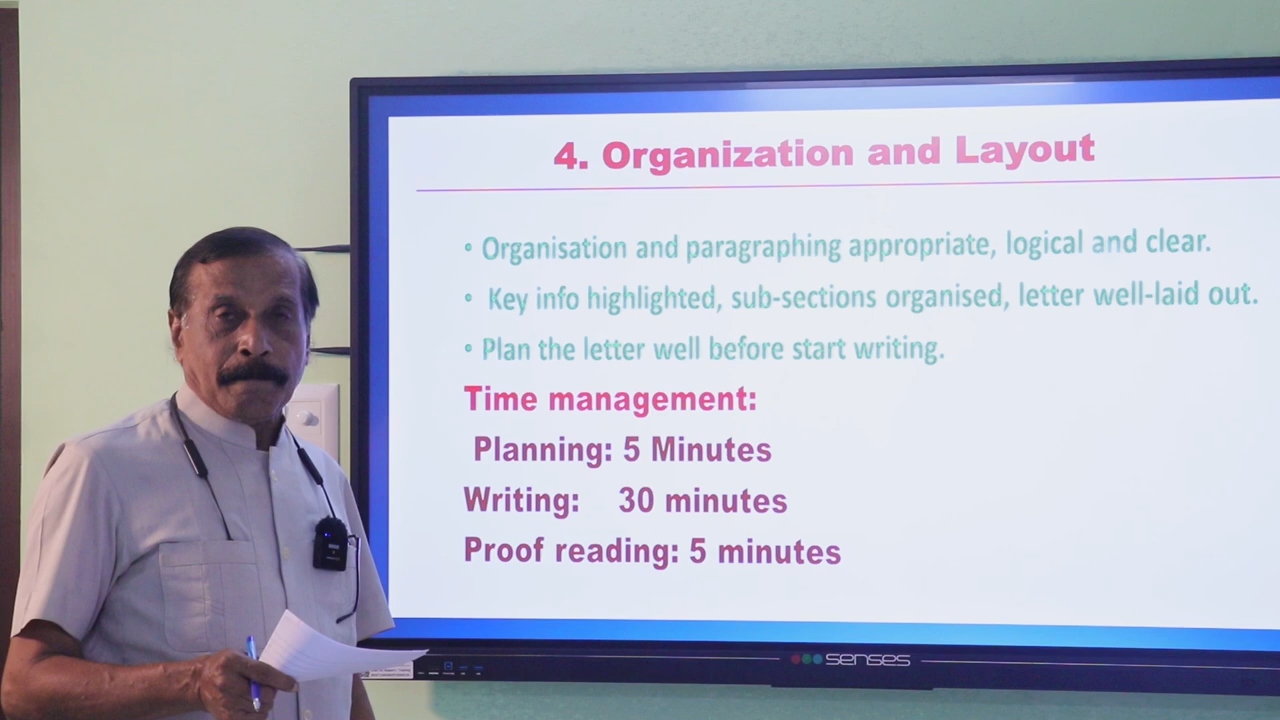 4. Organization and Layout
• Organisation and paragraphing appropriate, logical and clear.
• Key info highlighted, sub-sections organised, letter well-laid out.
• Plan the letter well before start writing.
Time management:
Planning: 5 Minutes
Writing: 30 minutes
Proof reading: 5 minutes
senses